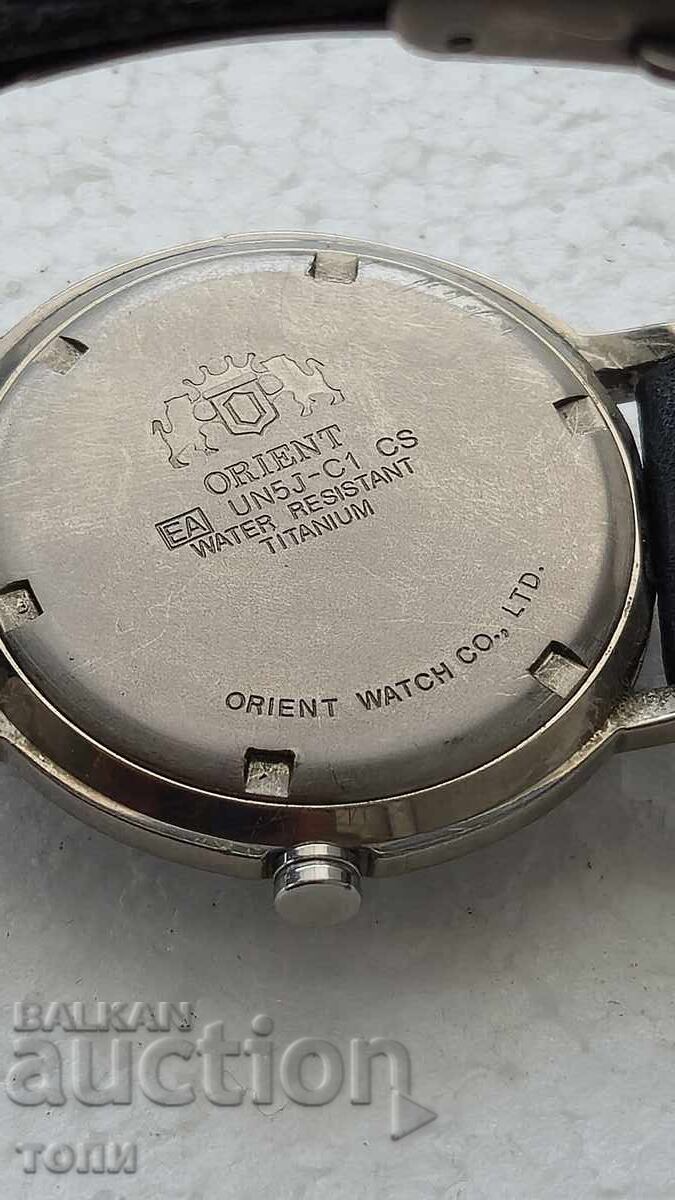 ORIENT
EA UN5J-C1 CS
WATER RESISTANT
TITANIUM
ORIENT WATCH CO., LTD.
BALKAN
auction
топи